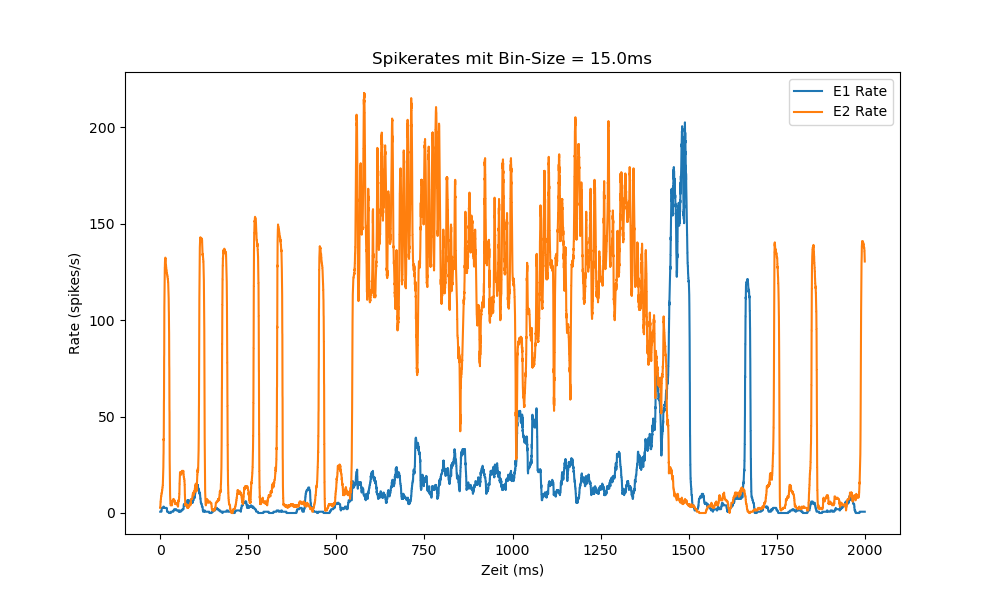 Spikerates mit Bin-Size = 15.0ms
E1 Rate
E2 Rate
Rate (spikes/s)
200
150
100
50
0
0 250 500 750 1000 1250 1500 1750 2000
Zeit (ms)